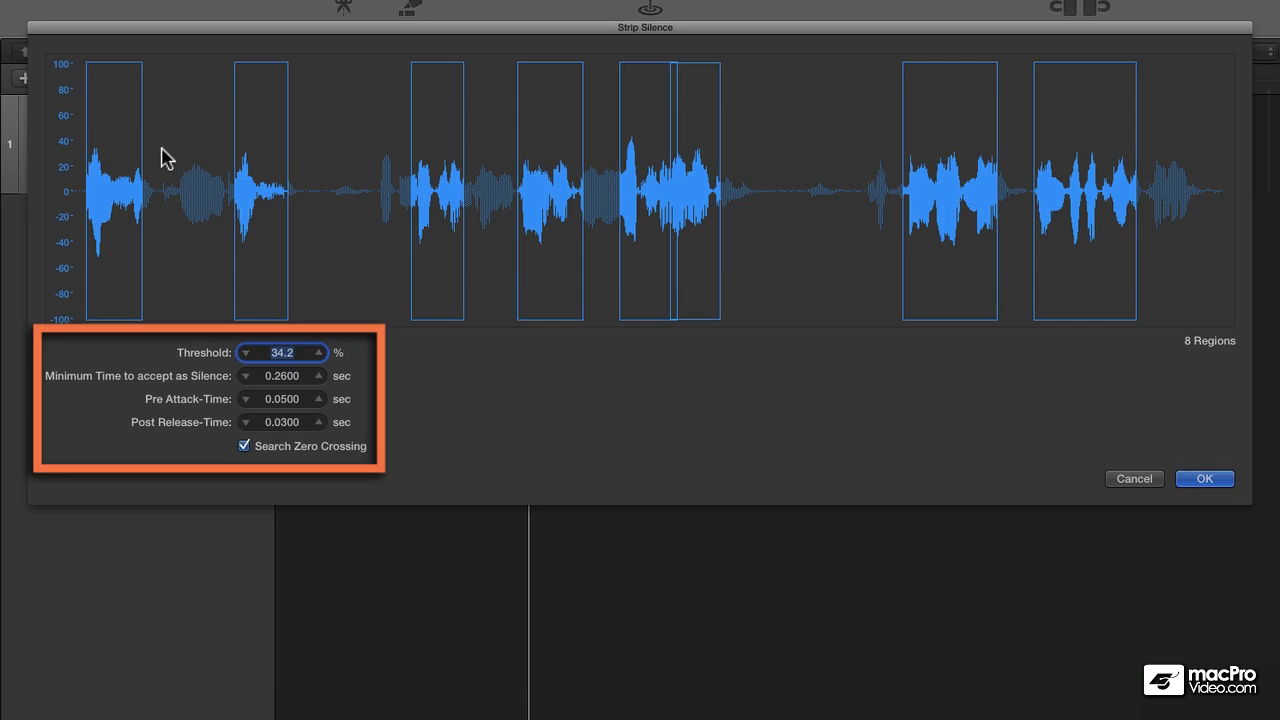 Strip Silence
100
80
60
40
20
0
-20
-40
-60
-80
-100
1
8 Regions
Threshold: 34.2 %
Minimum Time to accept as Silence: 0.2600 sec
Pre Attack-Time: 0.0500 sec
Post Release-Time: 0.0300 sec
Search Zero Crossing
Cancel OK
macPro
Video.com